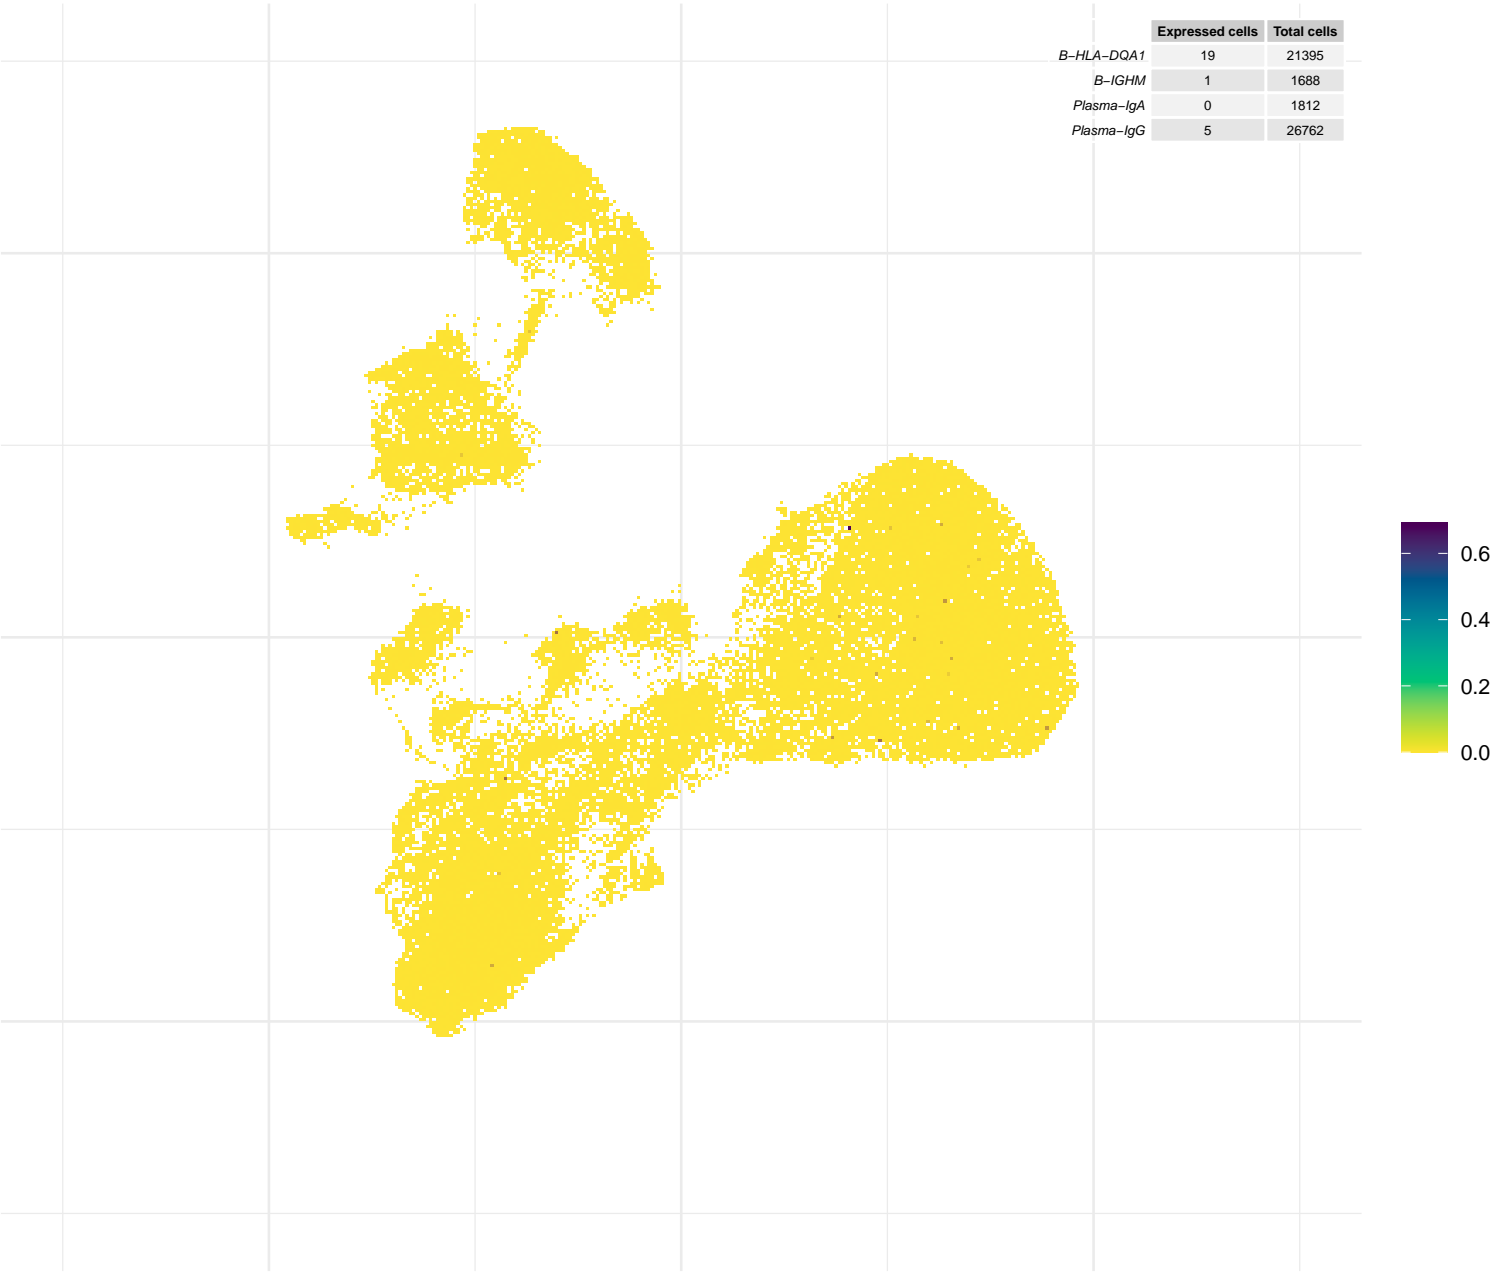 Expressed cells Total cells
B−HLA−DQA1 19 21395
B−IGHM 1 1688
Plasma−IgA 0 1812
Plasma−IgG 5 26762
0.6
0.4
0.2
0.0